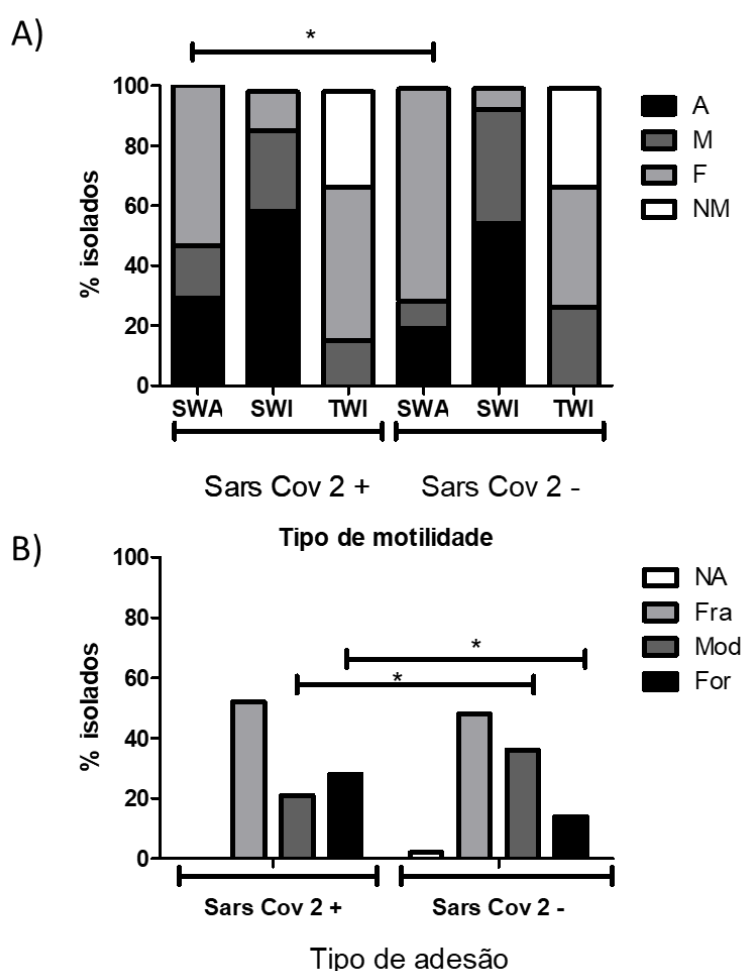 A)
*
% isolados
100
80
60
40
20
0
A
M
F
NM
SWA SWI TWI SWA SWI TWI
Sars Cov 2 + Sars Cov 2 -
Tipo de motilidade
B)
% isolados
100
80
60
40
20
0
*
*
NA
Fra
Mod
For
Sars Cov 2 + Sars Cov 2 -
Tipo de adesão